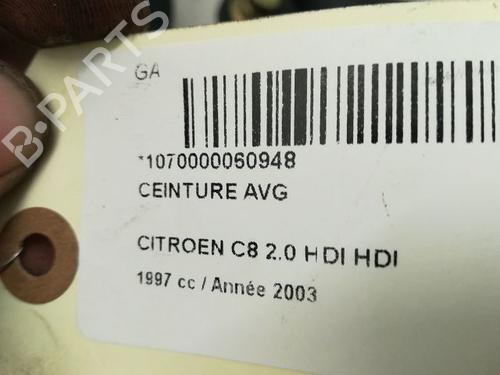 GA
*1070000060948
CEINTURE AVG
CITROEN C8 2.0 HDI HDI
1997 cc / Année 2003
B-PARTS